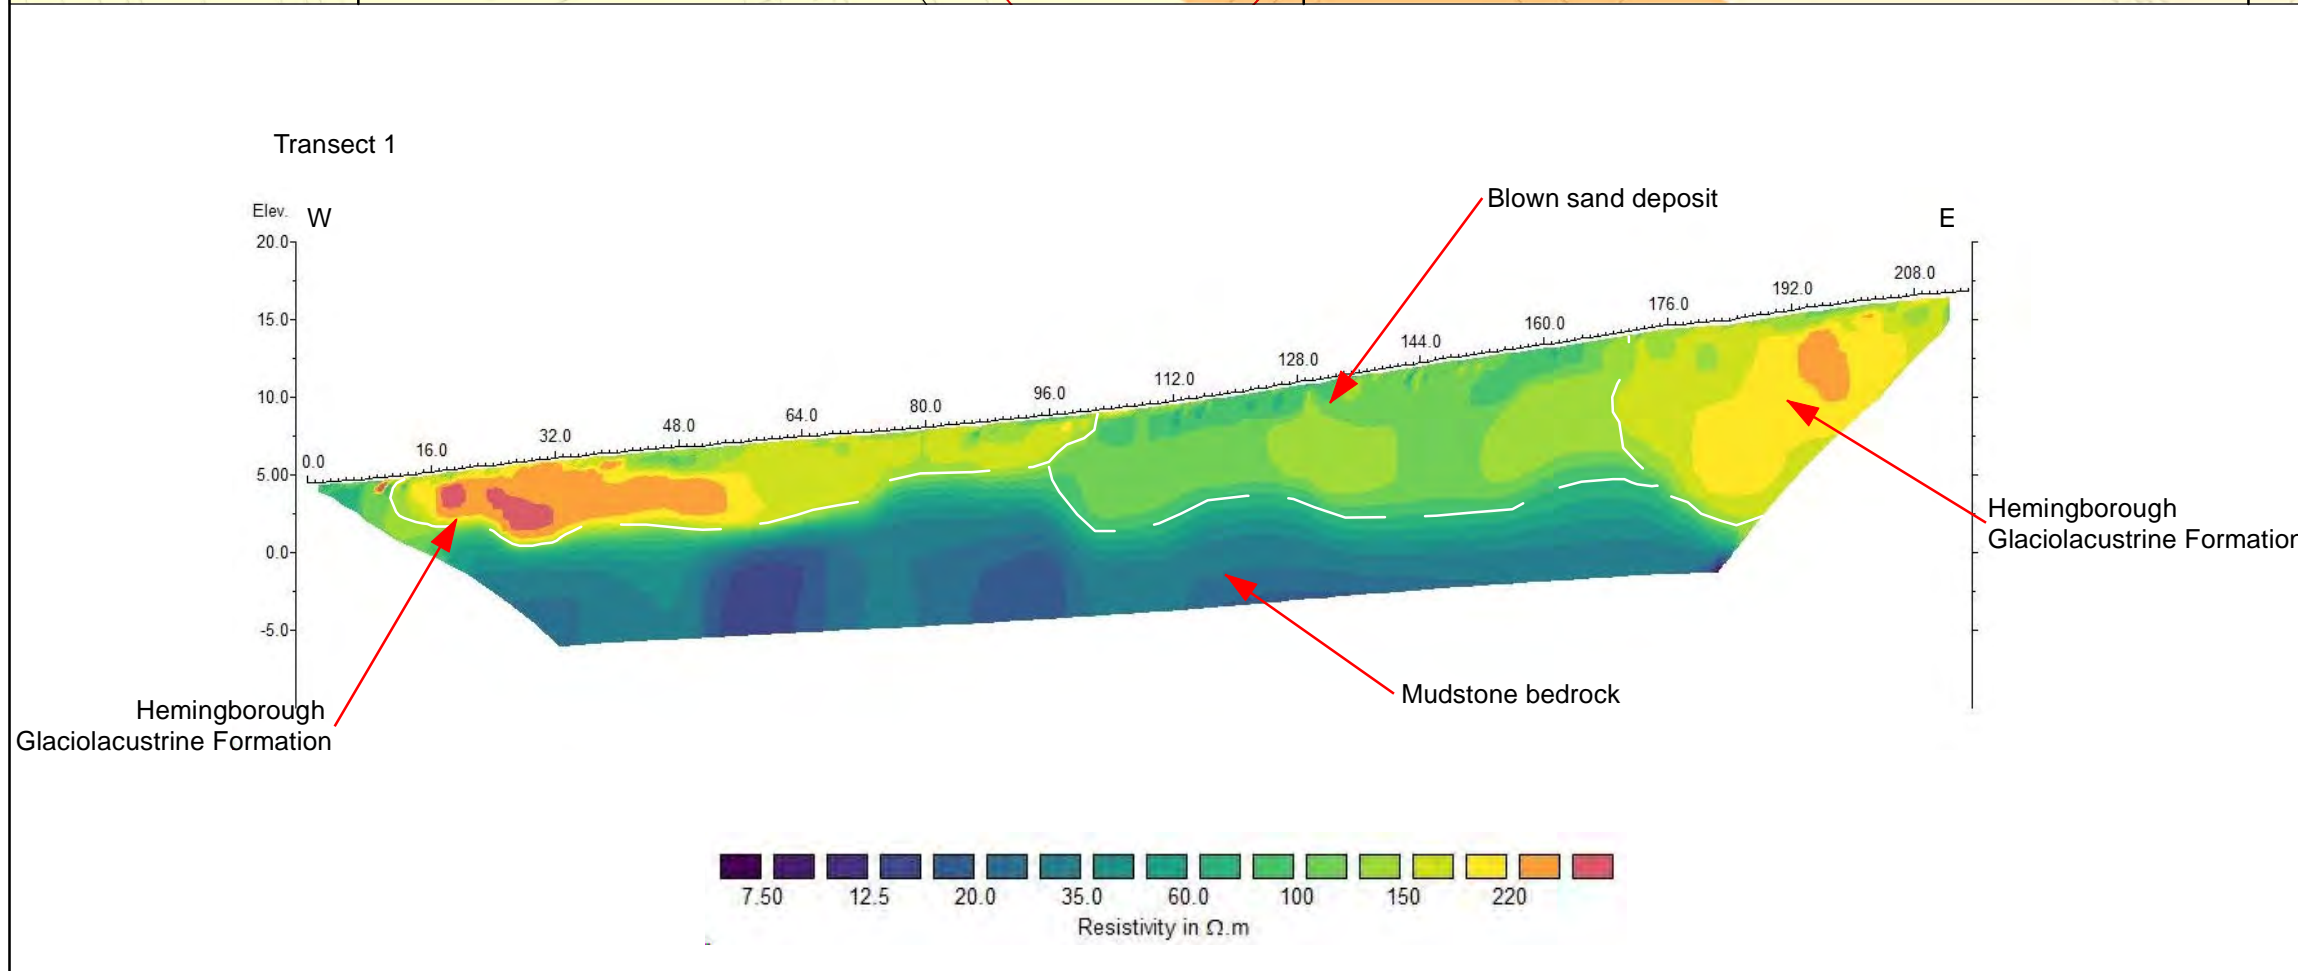 Transect 1
Blown sand deposit
Elev.
W
E
20.0
15.0
10.0
5.00
0.0
-5.0
0.0
16.0
32.0
48.0
64.0
80.0
96.0
112.0
128.0
144.0
160.0
176.0
192.0
208.0
Hemingborough
Glaciolacustrine Formation
Mudstone bedrock
Hemingborough
Glaciolacustrine Formation
7.50 12.5 20.0 35.0 60.0 100 150 220
Resistivity in Ω.m